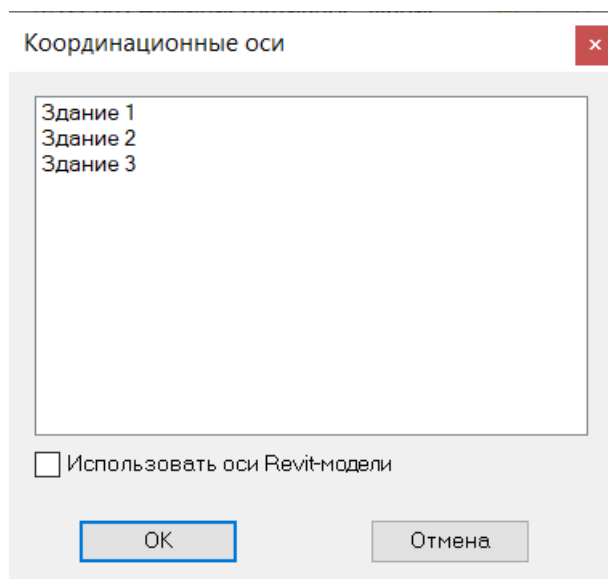 Координационные оси
Здание 1
Здание 2
Здание 3
Использовать оси Revit-модели
OK
Отмена